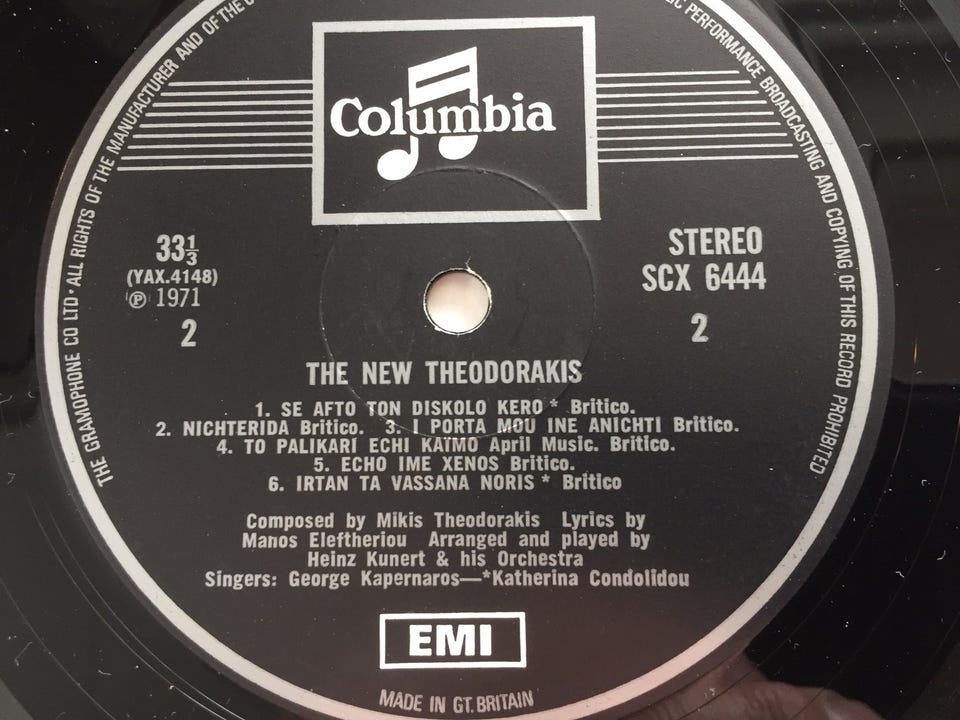 Columbia
33⅓
(YAX.4148)
Ⓟ 1971
2
STEREO
SCX 6444
2
THE NEW THEODORAKIS
1. SE AFTO TON DISKOLO KERO * Britico.
2. NICHTERIDA Britico. 3. I PORTA MOU INE ANICHTI Britico.
4. TO PALIKARI ECHI KAYMO April Music. Britico.
5. ECHO IME XENOS Britico.
6. IRTAN TA VASSANA NORIS * Britico
Composed by Mikis Theodorakis Lyrics by
Manos Eleftheriou Arranged and played by
Heinz Kunert & his Orchestra
Singers: George Kapernaros—*Katherina Condolidou
EMI
MADE IN GT. BRITAIN
THE GRAMOPHONE CO LTD · ALL RIGHTS OF THE MANUFACTURER AND OF THE
PERFORMANCE BROADCASTING AND COPYING OF THIS RECORD PROHIBITED